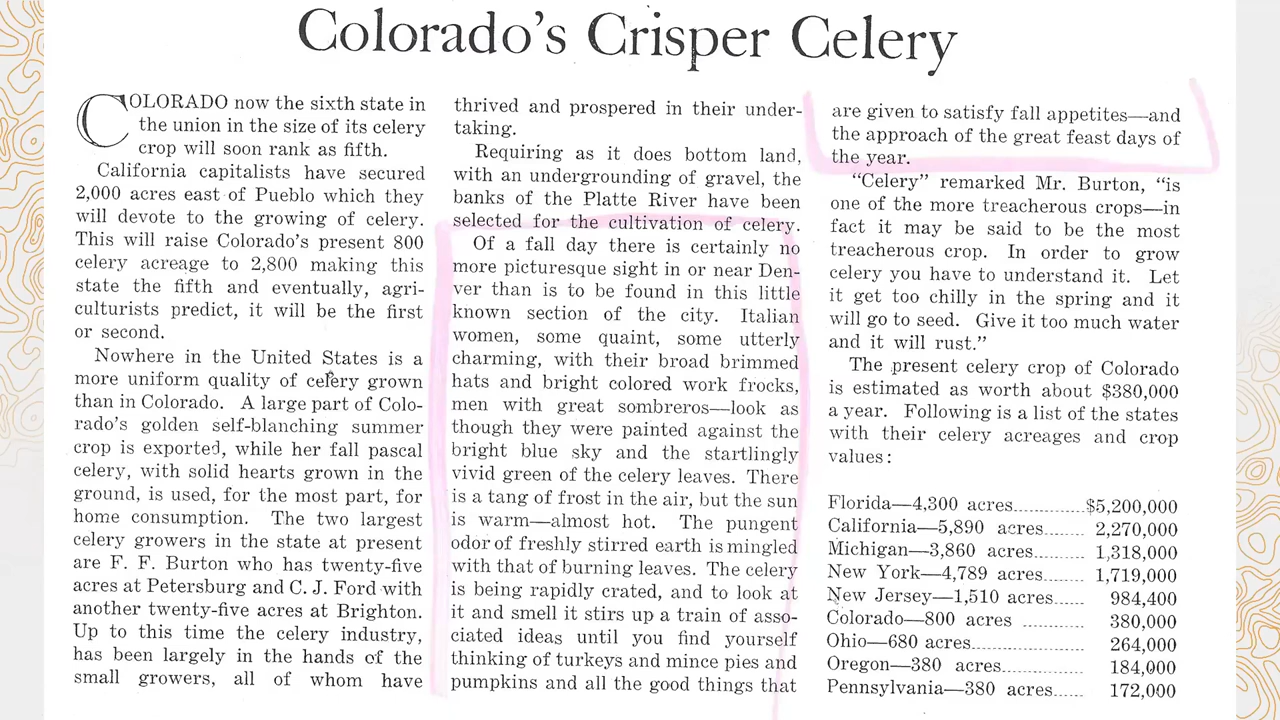 Colorado's Crisper Celery
COLORADO now the sixth state in
the union in the size of its celery
crop will soon rank as fifth.
California capitalists have secured
2,000 acres east of Pueblo which they
will devote to the growing of celery.
This will raise Colorado's present 800
celery acreage to 2,800 making this
state the fifth and eventually, agri-
culturists predict, it will be the first
or second.
Nowhere in the United States is a
more uniform quality of celery grown
than in Colorado. A large part of Colo-
rado's golden self-blanching summer
crop is exported, while her fall pascal
celery, with solid hearts grown in the
ground, is used, for the most part, for
home consumption. The two largest
celery growers in the state at present
are F. F. Burton who has twenty-five
acres at Petersburg and C. J. Ford with
another twenty-five acres at Brighton.
Up to this time the celery industry,
has been largely in the hands of the
small growers, all of whom have
thrived and prospered in their under-
taking.
Requiring as it does bottom land,
with an undergrounding of gravel, the
banks of the Platte River have been
selected for the cultivation of celery.
Of a fall day there is certainly no
more picturesque sight in or near Den-
ver than is to be found in this little
known section of the city. Italian
women, some quaint, some utterly
charming, with their broad brimmed
hats and bright colored work frocks,
men with great sombreros—look as
though they were painted against the
bright blue sky and the startlingly
vivid green of the celery leaves. There
is a tang of frost in the air, but the sun
is warm—almost hot. The pungent
odor of freshly stirred earth is mingled
with that of burning leaves. The celery
is being rapidly crated, and to look at
it and smell it stirs up a train of asso-
ciated ideas until you find yourself
thinking of turkeys and mince pies and
pumpkins and all the good things that
are given to satisfy fall appetites—and
the approach of the great feast days of
the year.
"Celery" remarked Mr. Burton, "is
one of the more treacherous crops—in
fact it may be said to be the most
treacherous crop. In order to grow
celery you have to understand it. Let
it get too chilly in the spring and it
will go to seed. Give it too much water
and it will rust."
The present celery crop of Colorado
is estimated as worth about $380,000
a year. Following is a list of the states
with their celery acreages and crop
values:
Florida—4,300 acres............$5,200,000
California—5,890 acres....... 2,270,000
Michigan—3,860 acres......... 1,318,000
New York—4,789 acres....... 1,719,000
New Jersey—1,510 acres...... 984,400
Colorado—800 acres ........... 380,000
Ohio—680 acres................... 264,000
Oregon—380 acres............... 184,000
Pennsylvania—380 acres...... 172,000